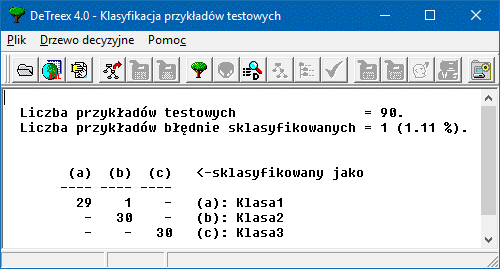 DeTreex 4.0 - Klasyfikacja przykładów testowych
Plik Drzewo decyzyjne Pomoc
Liczba przykładów testowych = 90.
Liczba przykładów błędnie sklasyfikowanych = 1 (1.11 %).
(a) (b) (c) <-sklasyfikowany jako
---- ---- ----
29 1 - (a): Klasa1
- 30 - (b): Klasa2
- - 30 (c): Klasa3